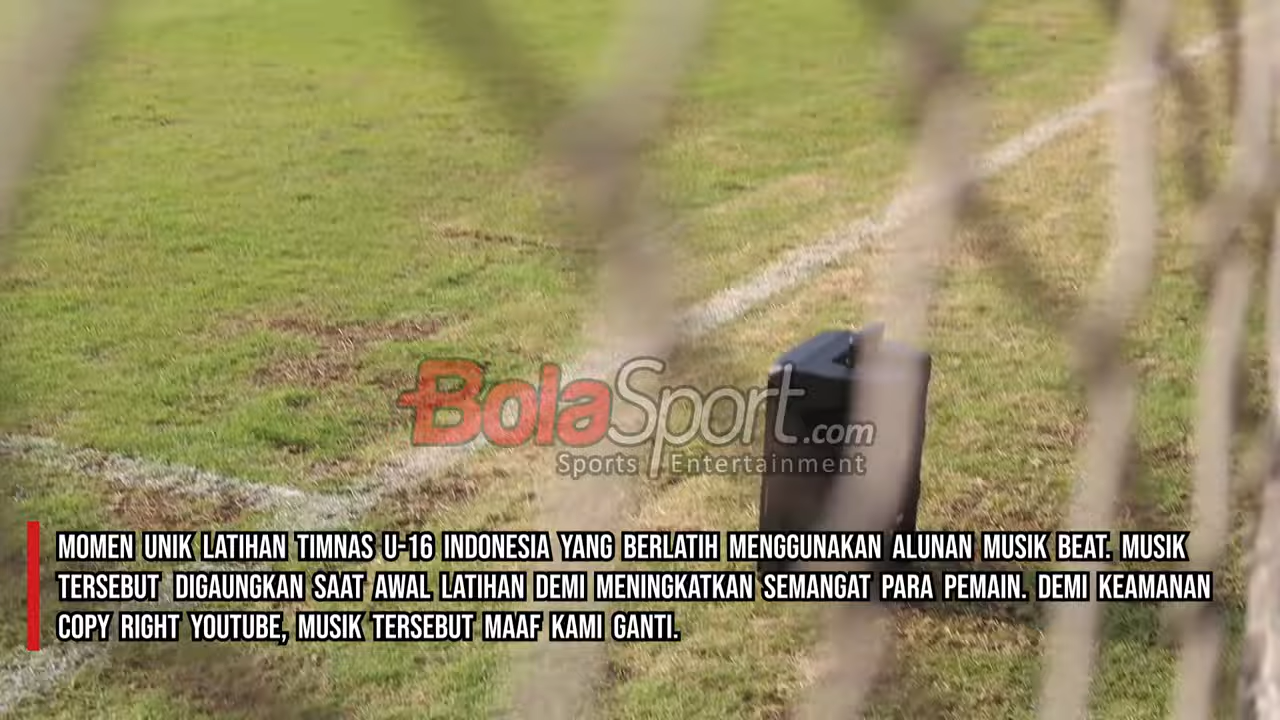 BolaSport.com
Sports Entertainment
MOMEN UNIK LATIHAN TIMNAS U-16 INDONESIA YANG BERLATIH MENGGUNAKAN ALUNAN MUSIK BEAT. MUSIK
TERSEBUT DIGAUNGKAN SAAT AWAL LATIHAN DEMI MENINGKATKAN SEMANGAT PARA PEMAIN. DEMI KEAMANAN
COPY RIGHT YOUTUBE, MUSIK TERSEBUT MAAF KAMI GANTI.